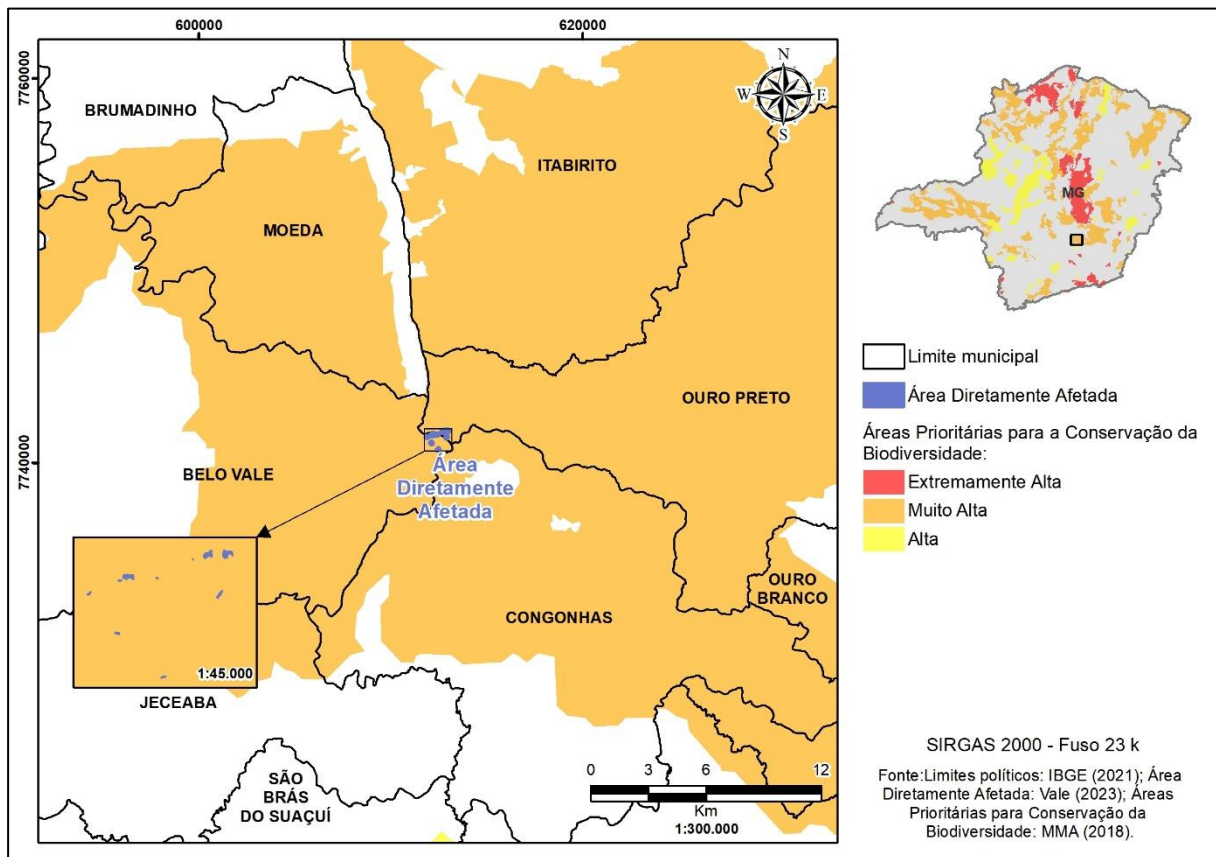 600000
620000
7760000
7740000
N
W
E
S
BRUMADINHO
ITABIRITO
MOEDA
OURO PRETO
BELO VALE
Área
Diretamente
Afetada
OURO
BRANCO
CONGONHAS
1:45.000
JECEABA
SÃO
BRÁS
DO SUAÇUÍ
0 3 6 12
Km
1:300.000
MG
Limite municipal
Área Diretamente Afetada
Áreas Prioritárias para a Conservação da
Biodiversidade:
Extremamente Alta
Muito Alta
Alta
SIRGAS 2000 - Fuso 23 k
Fonte:Limites políticos: IBGE (2021); Área
Diretamente Afetada: Vale (2023); Áreas
Prioritárias para Conservação da
Biodiversidade: MMA (2018).